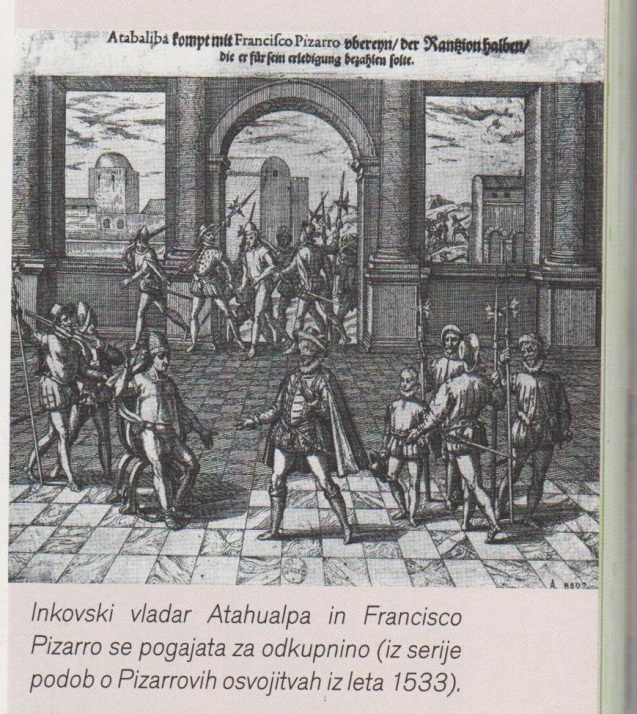 Atabaliba kompt mit Francisco Pizarro vbereyn/ der Rantzion halben/
die er für sein erledigung bezahlen solte.
A. 8807.
Inkovski vladar Atahualpa in Francisco
Pizarro se pogajata za odkupnino (iz serije
podob o Pizarrovih osvojitvah iz leta 1533).